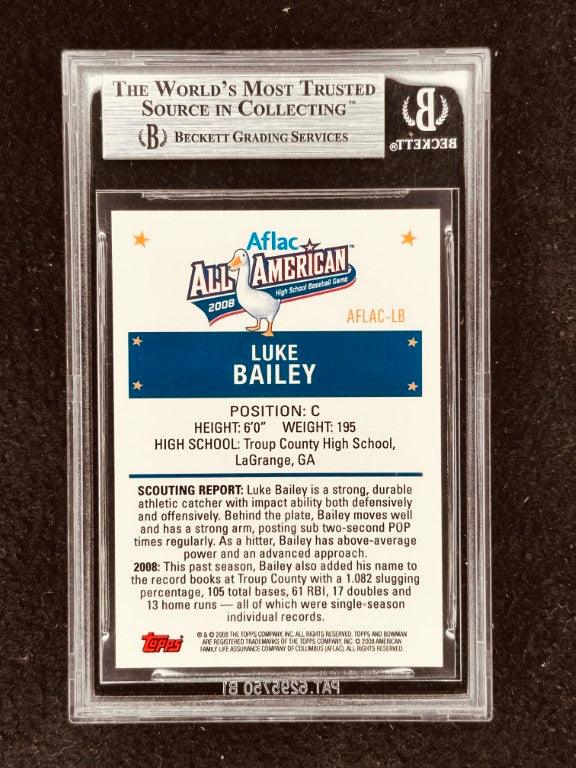 THE WORLD'S MOST TRUSTED
SOURCE IN COLLECTING™
B BECKETT GRADING SERVICES
B
BECKETT®
Aflac
ALL AMERICAN™
2008 High School Baseball Game
AFLAC-LB
LUKE
BAILEY
POSITION: C
HEIGHT: 6'0" WEIGHT: 195
HIGH SCHOOL: Troup County High School,
LaGrange, GA
SCOUTING REPORT: Luke Bailey is a strong, durable
athletic catcher with impact ability both defensively
and offensively. Behind the plate, Bailey moves well
and has a strong arm, posting sub two-second POP
times regularly. As a hitter, Bailey has above-average
power and an advanced approach.
2008: This past season, Bailey also added his name to
the record books at Troup County with a 1.082 slugging
percentage, 105 total bases, 61 RBI, 17 doubles and
13 home runs — all of which were single-season
individual records.
Topps
® & © 2008 THE TOPPS COMPANY, INC. ALL RIGHTS RESERVED. TOPPS AND BOWMAN
ARE REGISTERED TRADEMARKS OF THE TOPPS COMPANY, INC. © 2008 AMERICAN
FAMILY LIFE ASSURANCE COMPANY OF COLUMBUS (AFLAC). ALL RIGHTS RESERVED.
PAT. 6295750 B1